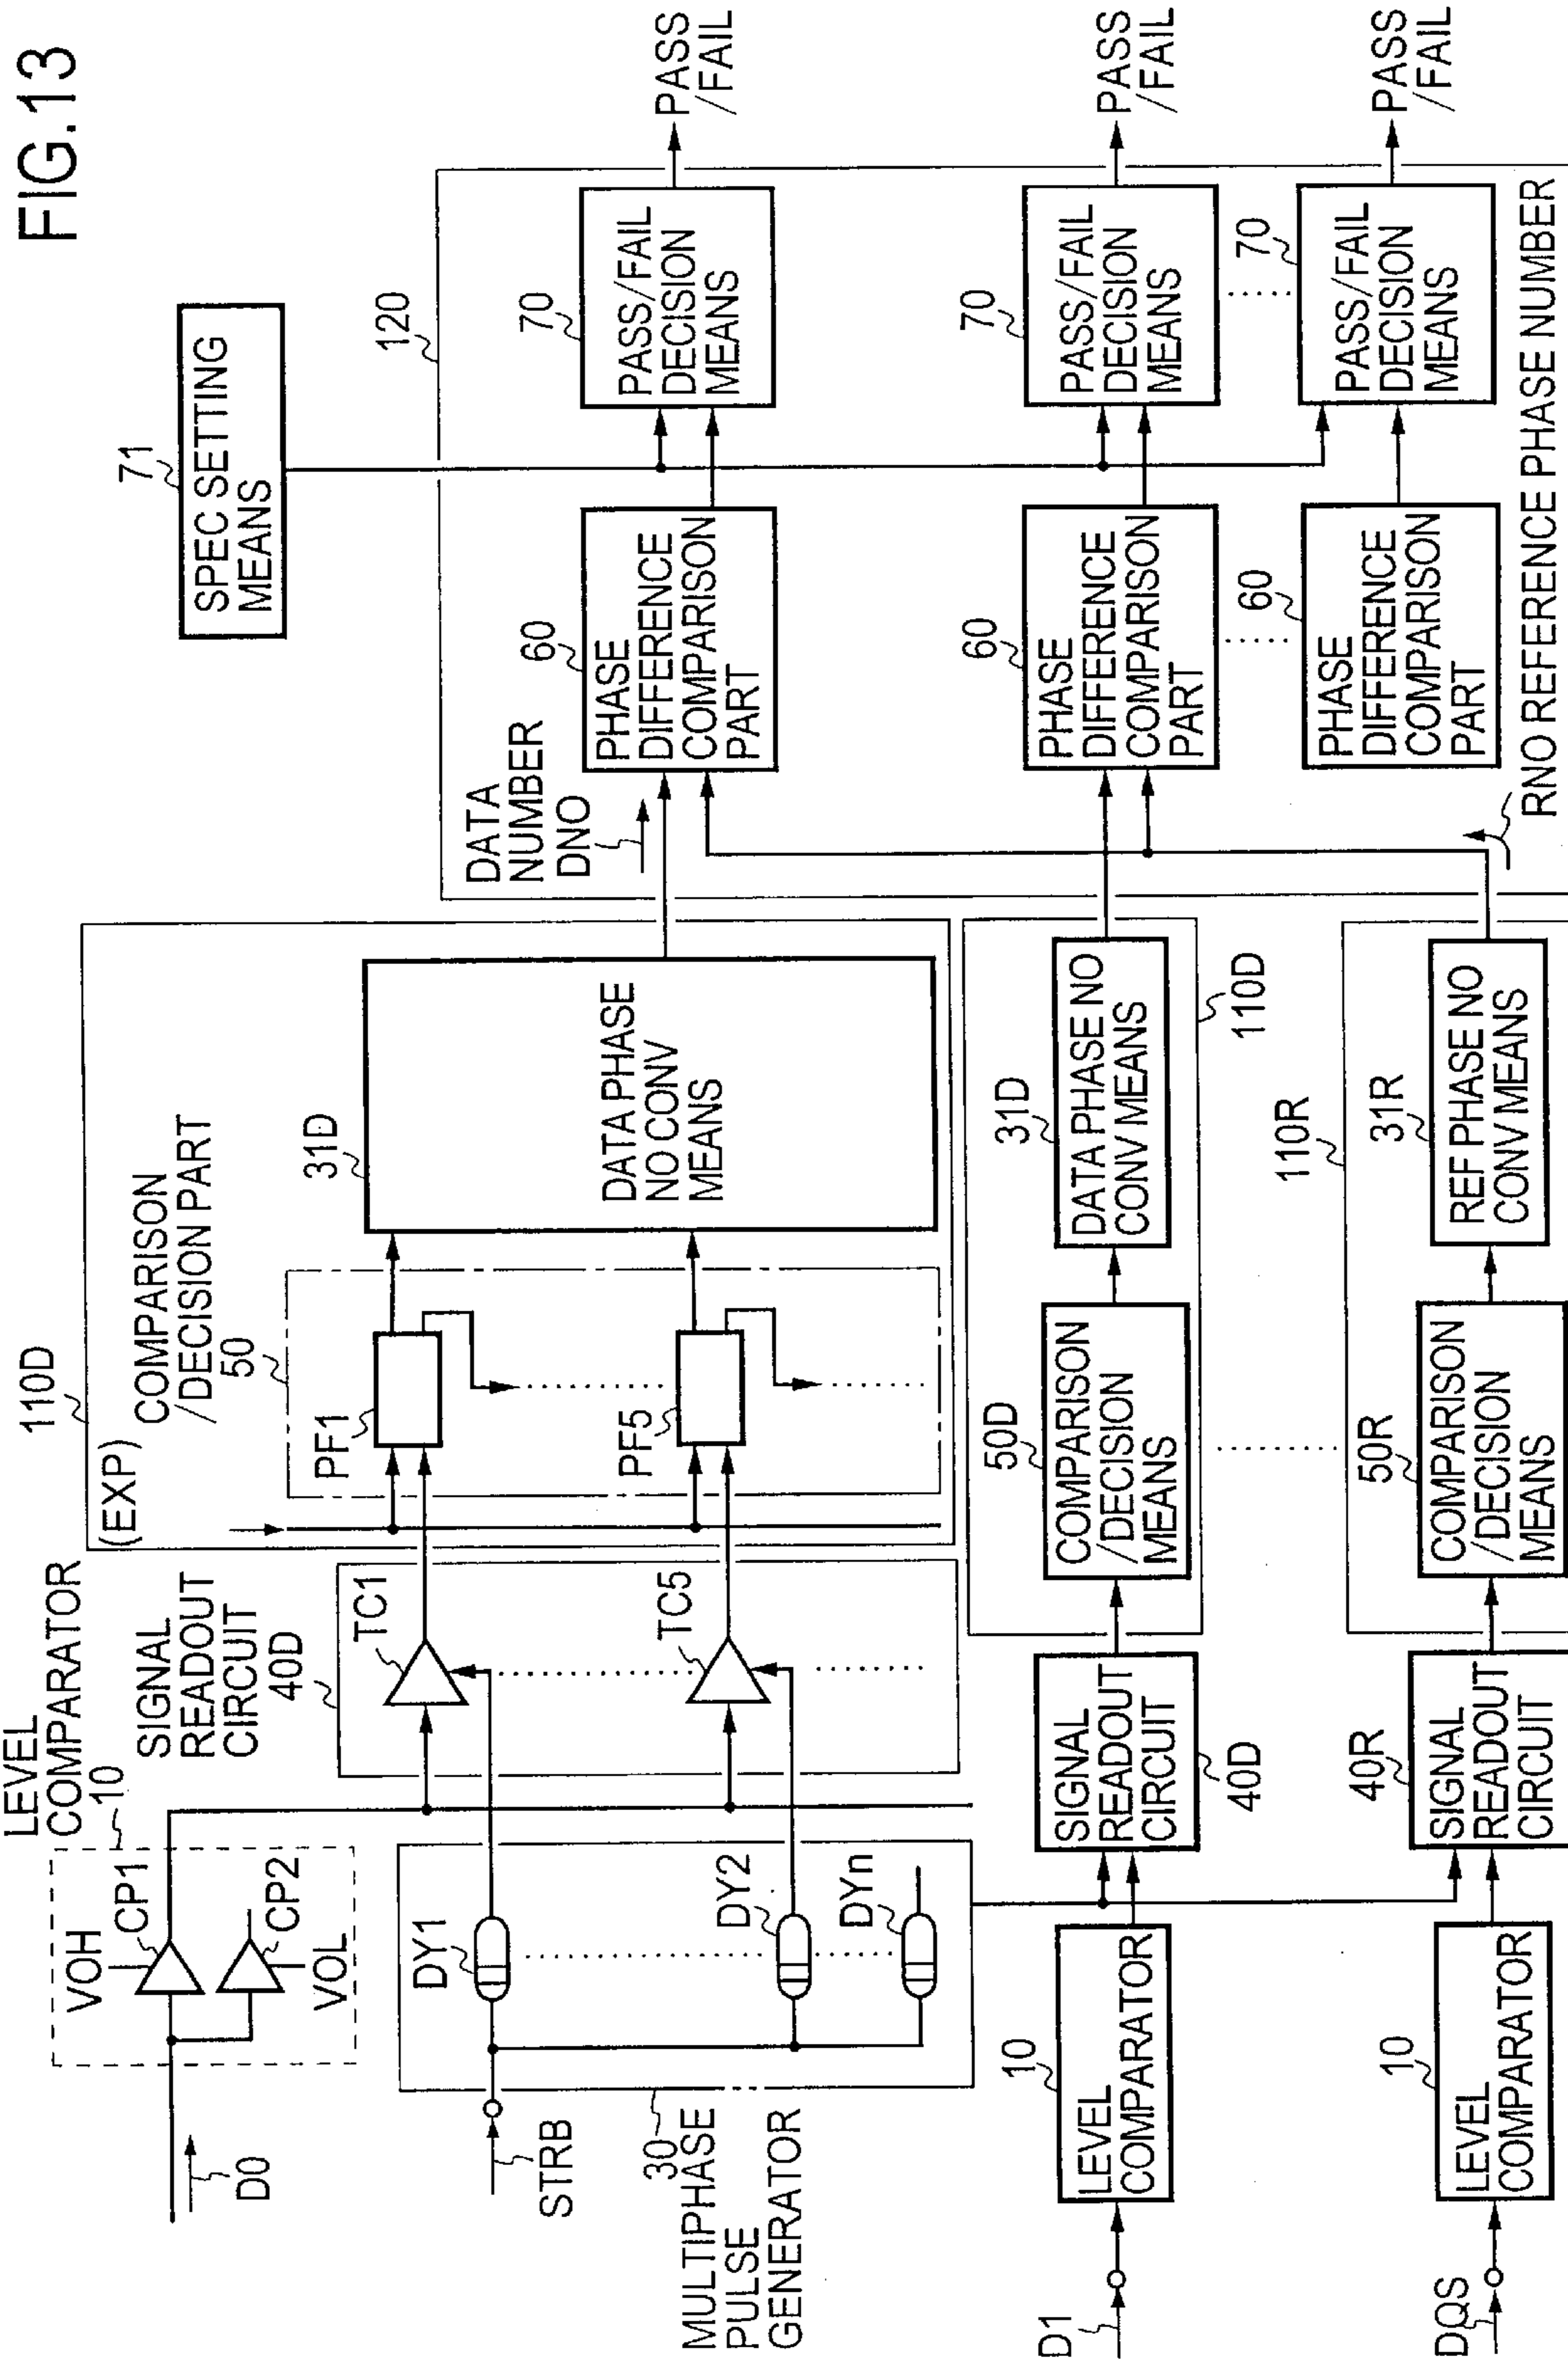 FIG.13
71
SPEC SETTING
MEANS
120
LEVEL
COMPARATOR
10
VOH
CP1
CP2
VOL
D0
SIGNAL
READOUT
CIRCUIT
40D
TC1
TC5
110D
(EXP)
COMPARISON
/DECISION PART
50
PF1
PF5
31D
DATA PHASE
NO CONV
MEANS
DATA
NUMBER
DNO
60
PHASE
DIFFERENCE
COMPARISON
PART
70
PASS/FAIL
DECISION
MEANS
PASS
/FAIL
STRB
30
MULTIPHASE
PULSE
GENERATOR
DY1
DY2
DYn
D1
10
LEVEL
COMPARATOR
SIGNAL
READOUT
CIRCUIT
40D
50D
COMPARISON
/DECISION
MEANS
31D
DATA PHASE NO
CONV MEANS
110D
60
PHASE
DIFFERENCE
COMPARISON
PART
70
PASS/FAIL
DECISION
MEANS
PASS
/FAIL
DQS
10
LEVEL
COMPARATOR
40R
SIGNAL
READOUT
CIRCUIT
110R
50R
COMPARISON
/DECISION
MEANS
31R
REF PHASE NO
CONV MEANS
60
PHASE
DIFFERENCE
COMPARISON
PART
70
PASS/FAIL
DECISION
MEANS
PASS
/FAIL
RNO REFERENCE PHASE NUMBER